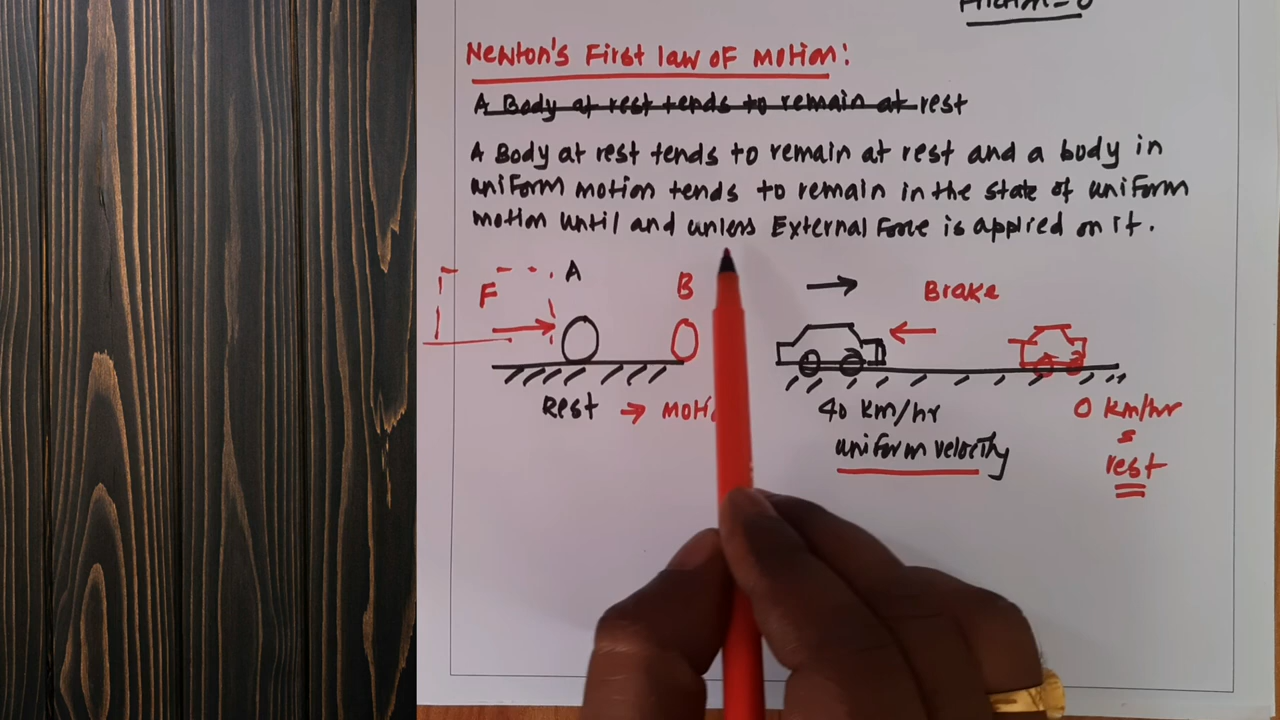 Newton's First law of motion:
A Body at rest tends to remain at rest
A Body at rest tends to remain at rest and a body in
uniform motion tends to remain in the state of uniform
motion until and unless External Force is applied on it.
F A B
Brake
Rest →
40 km/hr
uniform velocity
0 km/hr
rest